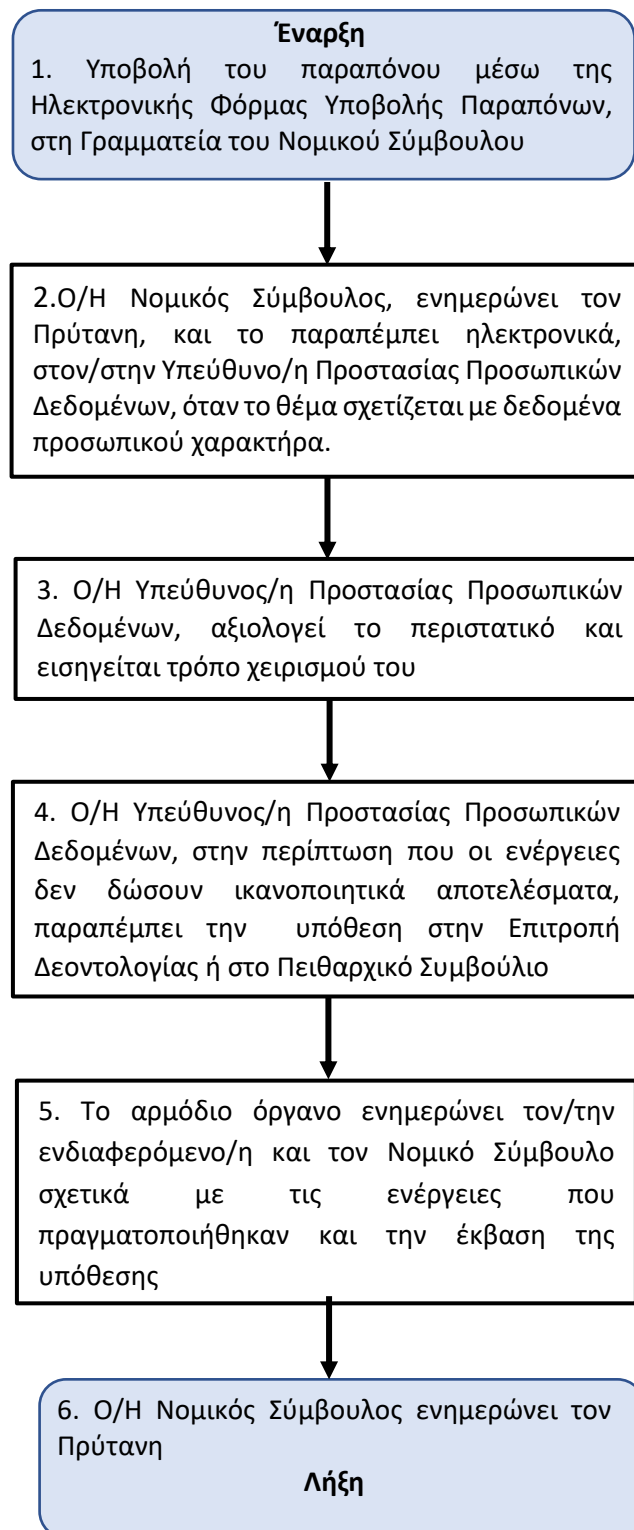 Έναρξη
1. Υποβολή του παραπόνου μέσω της
Ηλεκτρονικής Φόρμας Υποβολής Παραπόνων,
στη Γραμματεία του Νομικού Σύμβουλου
2.Ο/Η Νομικός Σύμβουλος, ενημερώνει τον
Πρύτανη, και το παραπέμπει ηλεκτρονικά,
στον/στην Υπεύθυνο/η Προστασίας Προσωπικών
Δεδομένων, όταν το θέμα σχετίζεται με δεδομένα
προσωπικού χαρακτήρα.
3. Ο/Η Υπεύθυνος/η Προστασίας Προσωπικών
Δεδομένων, αξιολογεί το περιστατικό και
εισηγείται τρόπο χειρισμού του
4. Ο/Η Υπεύθυνος/η Προστασίας Προσωπικών
Δεδομένων, στην περίπτωση που οι ενέργειες
δεν δώσουν ικανοποιητικά αποτελέσματα,
παραπέμπει την υπόθεση στην Επιτροπή
Δεοντολογίας ή στο Πειθαρχικό Συμβούλιο
5. Το αρμόδιο όργανο ενημερώνει τον/την
ενδιαφερόμενο/η και τον Νομικό Σύμβουλο
σχετικά με τις ενέργειες που
πραγματοποιήθηκαν και την έκβαση της
υπόθεσης
6. Ο/Η Νομικός Σύμβουλος ενημερώνει τον
Πρύτανη
Λήξη